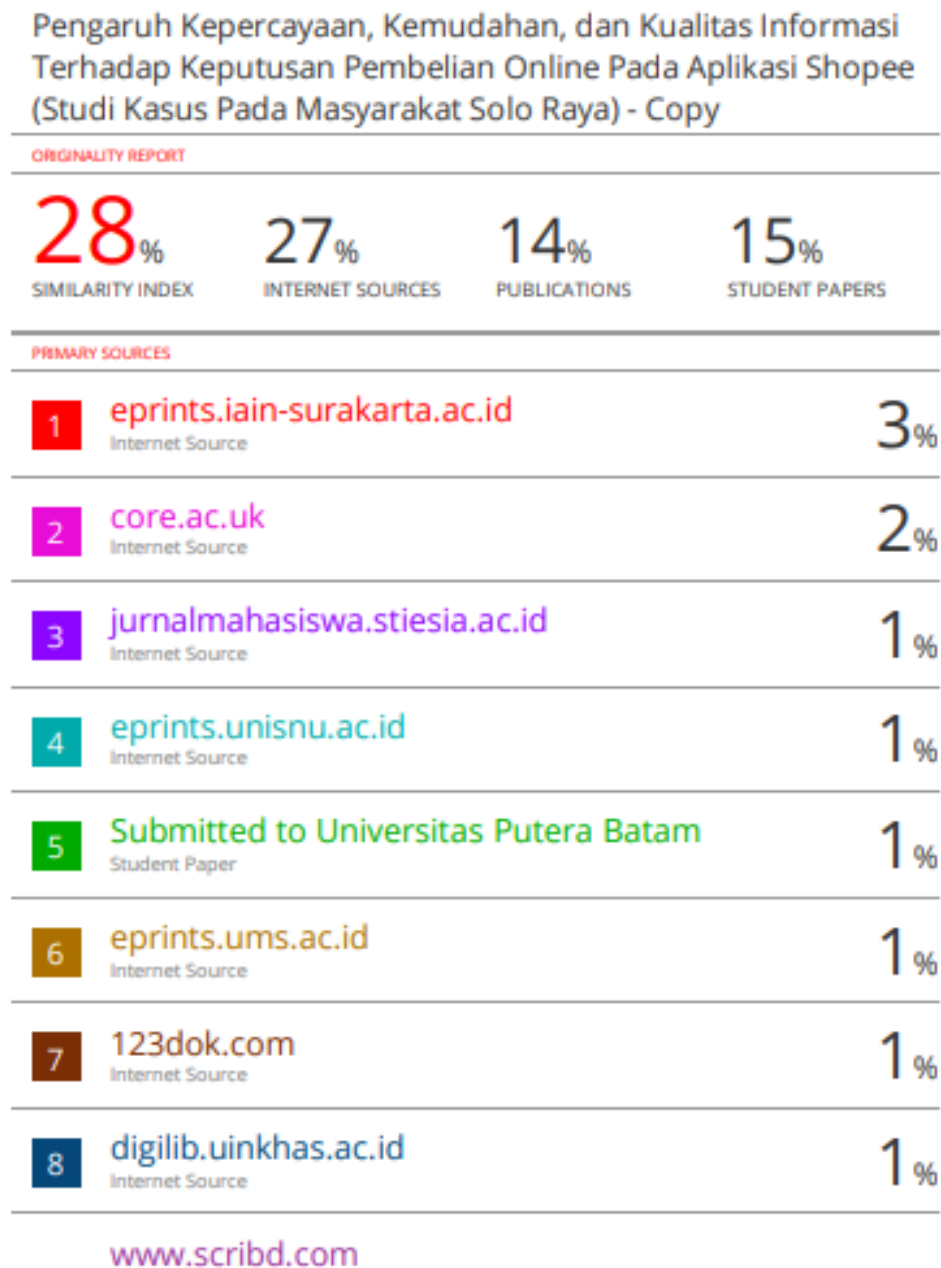 Pengaruh Kepercayaan, Kemudahan, dan Kualitas Informasi
Terhadap Keputusan Pembelian Online Pada Aplikasi Shopee
(Studi Kasus Pada Masyarakat Solo Raya) - Copy
ORIGINALITY REPORT
28% 27% 14% 15%
SIMILARITY INDEX INTERNET SOURCES PUBLICATIONS STUDENT PAPERS
PRIMARY SOURCES
1 eprints.iain-surakarta.ac.id 3%
Internet Source
2 core.ac.uk 2%
Internet Source
3 jurnalmahasiswa.stiesia.ac.id 1%
Internet Source
4 eprints.unisnu.ac.id 1%
Internet Source
5 Submitted to Universitas Putera Batam 1%
Student Paper
6 eprints.ums.ac.id 1%
Internet Source
7 123dok.com 1%
Internet Source
8 digilib.uinkhas.ac.id 1%
Internet Source
www.scribd.com